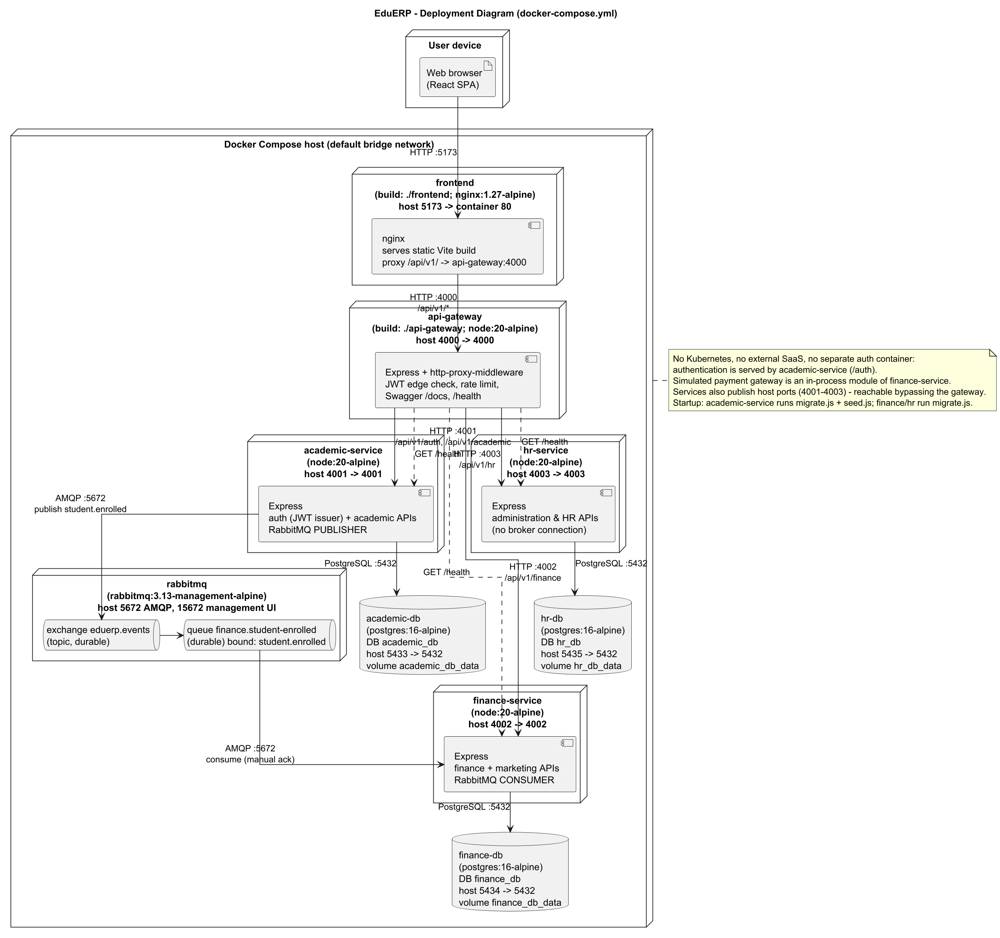 EduERP - Deployment Diagram (docker-compose.yml)
User device
Web browser
(React SPA)
Docker Compose host (default bridge network)
HTTP :5173
frontend
(build: ./frontend; nginx:1.27-alpine)
host 5173 -> container 80
nginx
serves static Vite build
proxy /api/v1/ -> api-gateway:4000
HTTP :4000
/api/v1/*
api-gateway
(build: ./api-gateway; node:20-alpine)
host 4000 -> 4000
Express + http-proxy-middleware
JWT edge check, rate limit,
Swagger /docs, /health
No Kubernetes, no external SaaS, no separate auth container:
authentication is served by academic-service (/auth).
Simulated payment gateway is an in-process module of finance-service.
Services also publish host ports (4001-4003) - reachable bypassing the gateway.
Startup: academic-service runs migrate.js + seed.js; finance/hr run migrate.js.
HTTP :4001
/api/v1/auth, /api/v1/academic
GET /health
HTTP :4003
/api/v1/hr
GET /health
academic-service
(node:20-alpine)
host 4001 -> 4001
Express
auth (JWT issuer) + academic APIs
RabbitMQ PUBLISHER
hr-service
(node:20-alpine)
host 4003 -> 4003
Express
administration & HR APIs
(no broker connection)
AMQP :5672
publish student.enrolled
PostgreSQL :5432
GET /health
HTTP :4002
/api/v1/finance
PostgreSQL :5432
rabbitmq
(rabbitmq:3.13-management-alpine)
host 5672 AMQP, 15672 management UI
exchange eduerp.events
(topic, durable)
queue finance.student-enrolled
(durable) bound: student.enrolled
academic-db
(postgres:16-alpine)
DB academic_db
host 5433 -> 5432
volume academic_db_data
hr-db
(postgres:16-alpine)
DB hr_db
host 5435 -> 5432
volume hr_db_data
finance-service
(node:20-alpine)
host 4002 -> 4002
AMQP :5672
consume (manual ack)
Express
finance + marketing APIs
RabbitMQ CONSUMER
PostgreSQL :5432
finance-db
(postgres:16-alpine)
DB finance_db
host 5434 -> 5432
volume finance_db_data